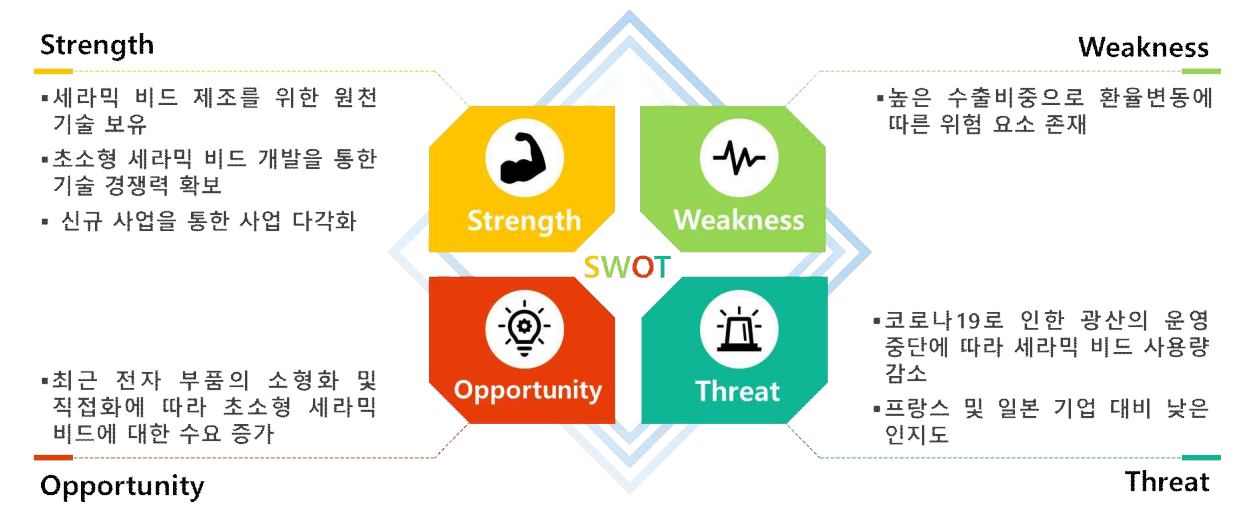 Strength
▪세라믹 비드 제조를 위한 원천
기술 보유
▪초소형 세라믹 비드 개발을 통한
기술 경쟁력 확보
▪ 신규 사업을 통한 사업 다각화
Weakness
▪높은 수출비중으로 환율변동에
따른 위험 요소 존재
Strength
Weakness
SWOT
Opportunity
Threat
▪최근 전자 부품의 소형화 및
직접화에 따라 초소형 세라믹
비드에 대한 수요 증가
Opportunity
▪코로나19로 인한 광산의 운영
중단에 따라 세라믹 비드 사용량
감소
▪프랑스 및 일본 기업 대비 낮은
인지도
Threat